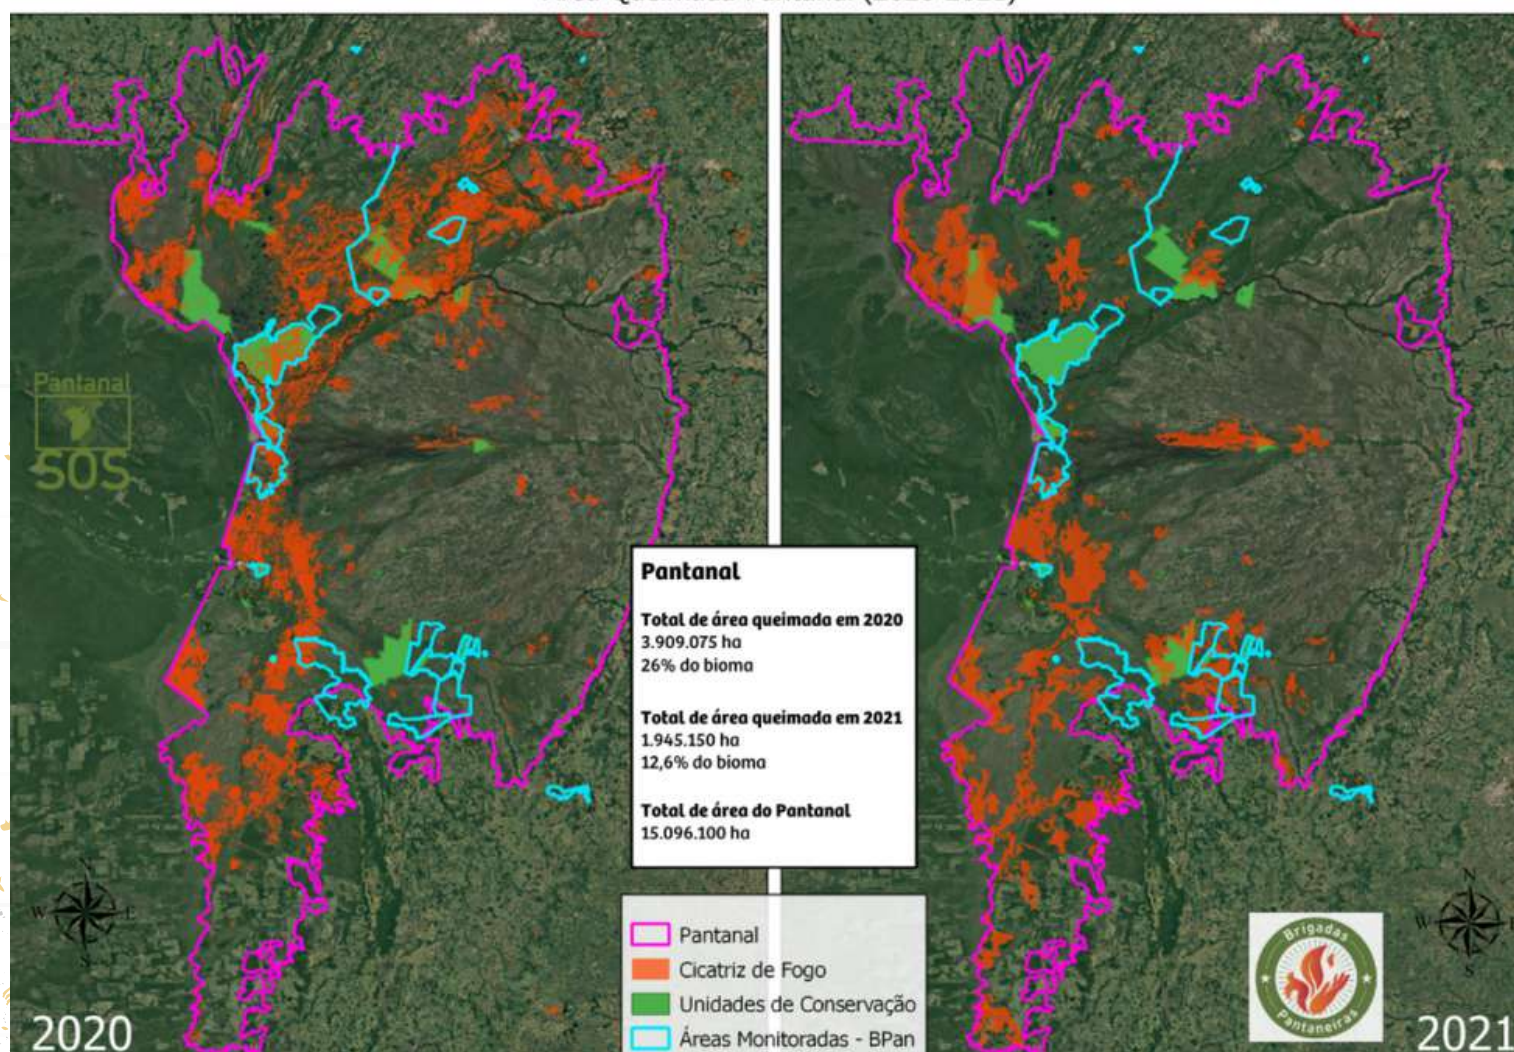 Pantanal
SOS
Pantanal
Total de área queimada em 2020
3.909.075 ha
26% do bioma
Total de área queimada em 2021
1.945.150 ha
12,6% do bioma
Total de área do Pantanal
15.096.100 ha
Pantanal
Cicatriz de Fogo
Unidades de Conservação
Áreas Monitoradas - BPan
N
W E
S
2020
Brigadas
Pantaneiras
N
W
S
2021